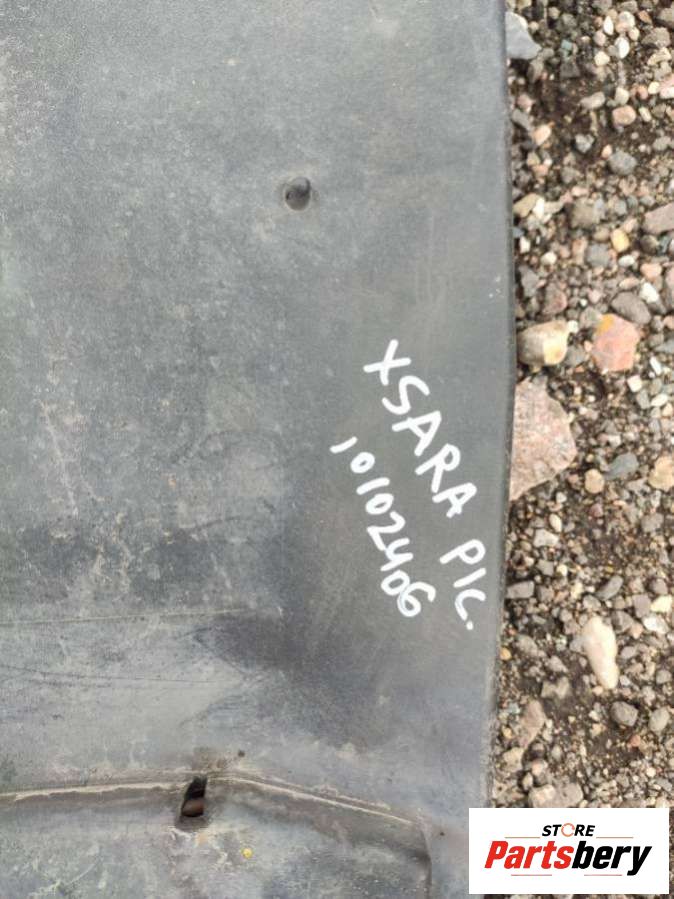 XSARA PIC.
10102406
STORE
Partsbery